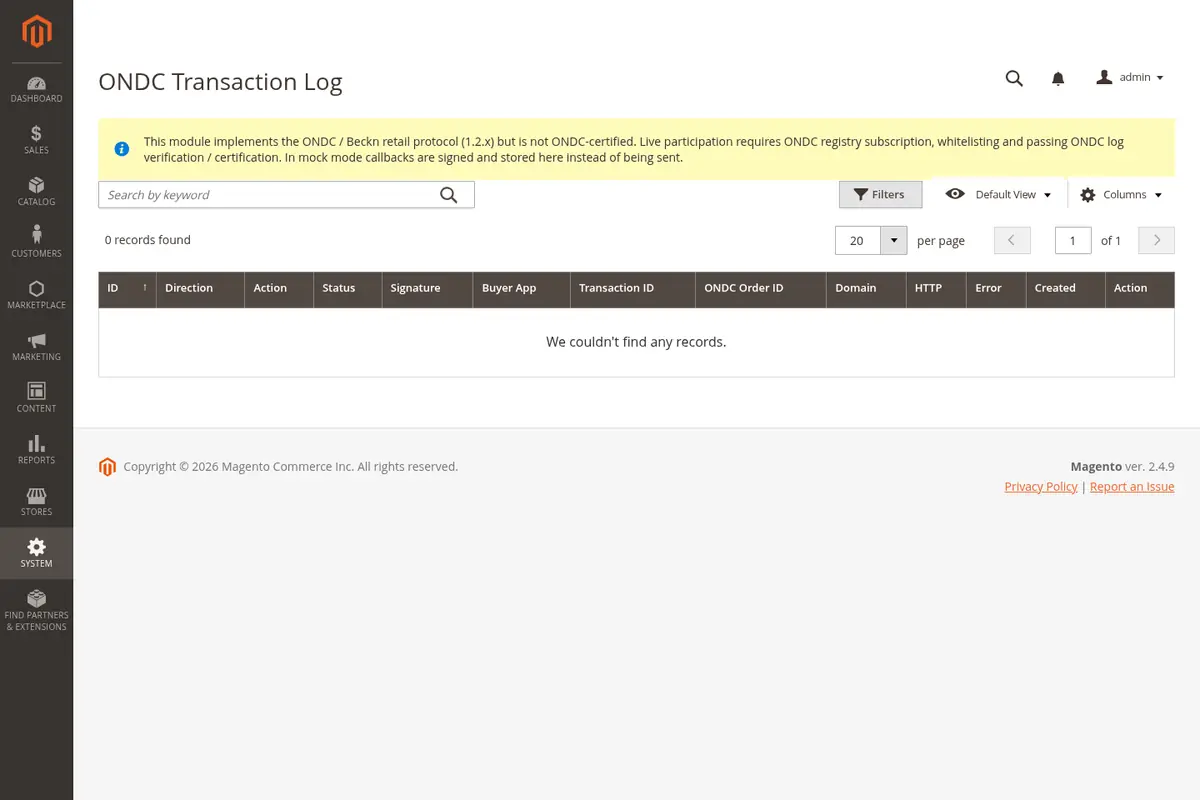 ONDC Transaction Log
admin
This module implements the ONDC / Beckn retail protocol (1.2.x) but is not ONDC-certified. Live participation requires ONDC registry subscription, whitelisting and passing ONDC log
verification / certification. In mock mode callbacks are signed and stored here instead of being sent.
Search by keyword
Filters
Default View
Columns
0 records found
20
per page
1
of 1
ID ↑ Direction Action Status Signature Buyer App Transaction ID ONDC Order ID Domain HTTP Error Created Action
We couldn't find any records.
Copyright © 2026 Magento Commerce Inc. All rights reserved.
Magento ver. 2.4.9
Privacy Policy | Report an Issue
DASHBOARD
SALES
CATALOG
CUSTOMERS
MARKETPLACE
MARKETING
CONTENT
REPORTS
STORES
SYSTEM
FIND PARTNERS
& EXTENSIONS